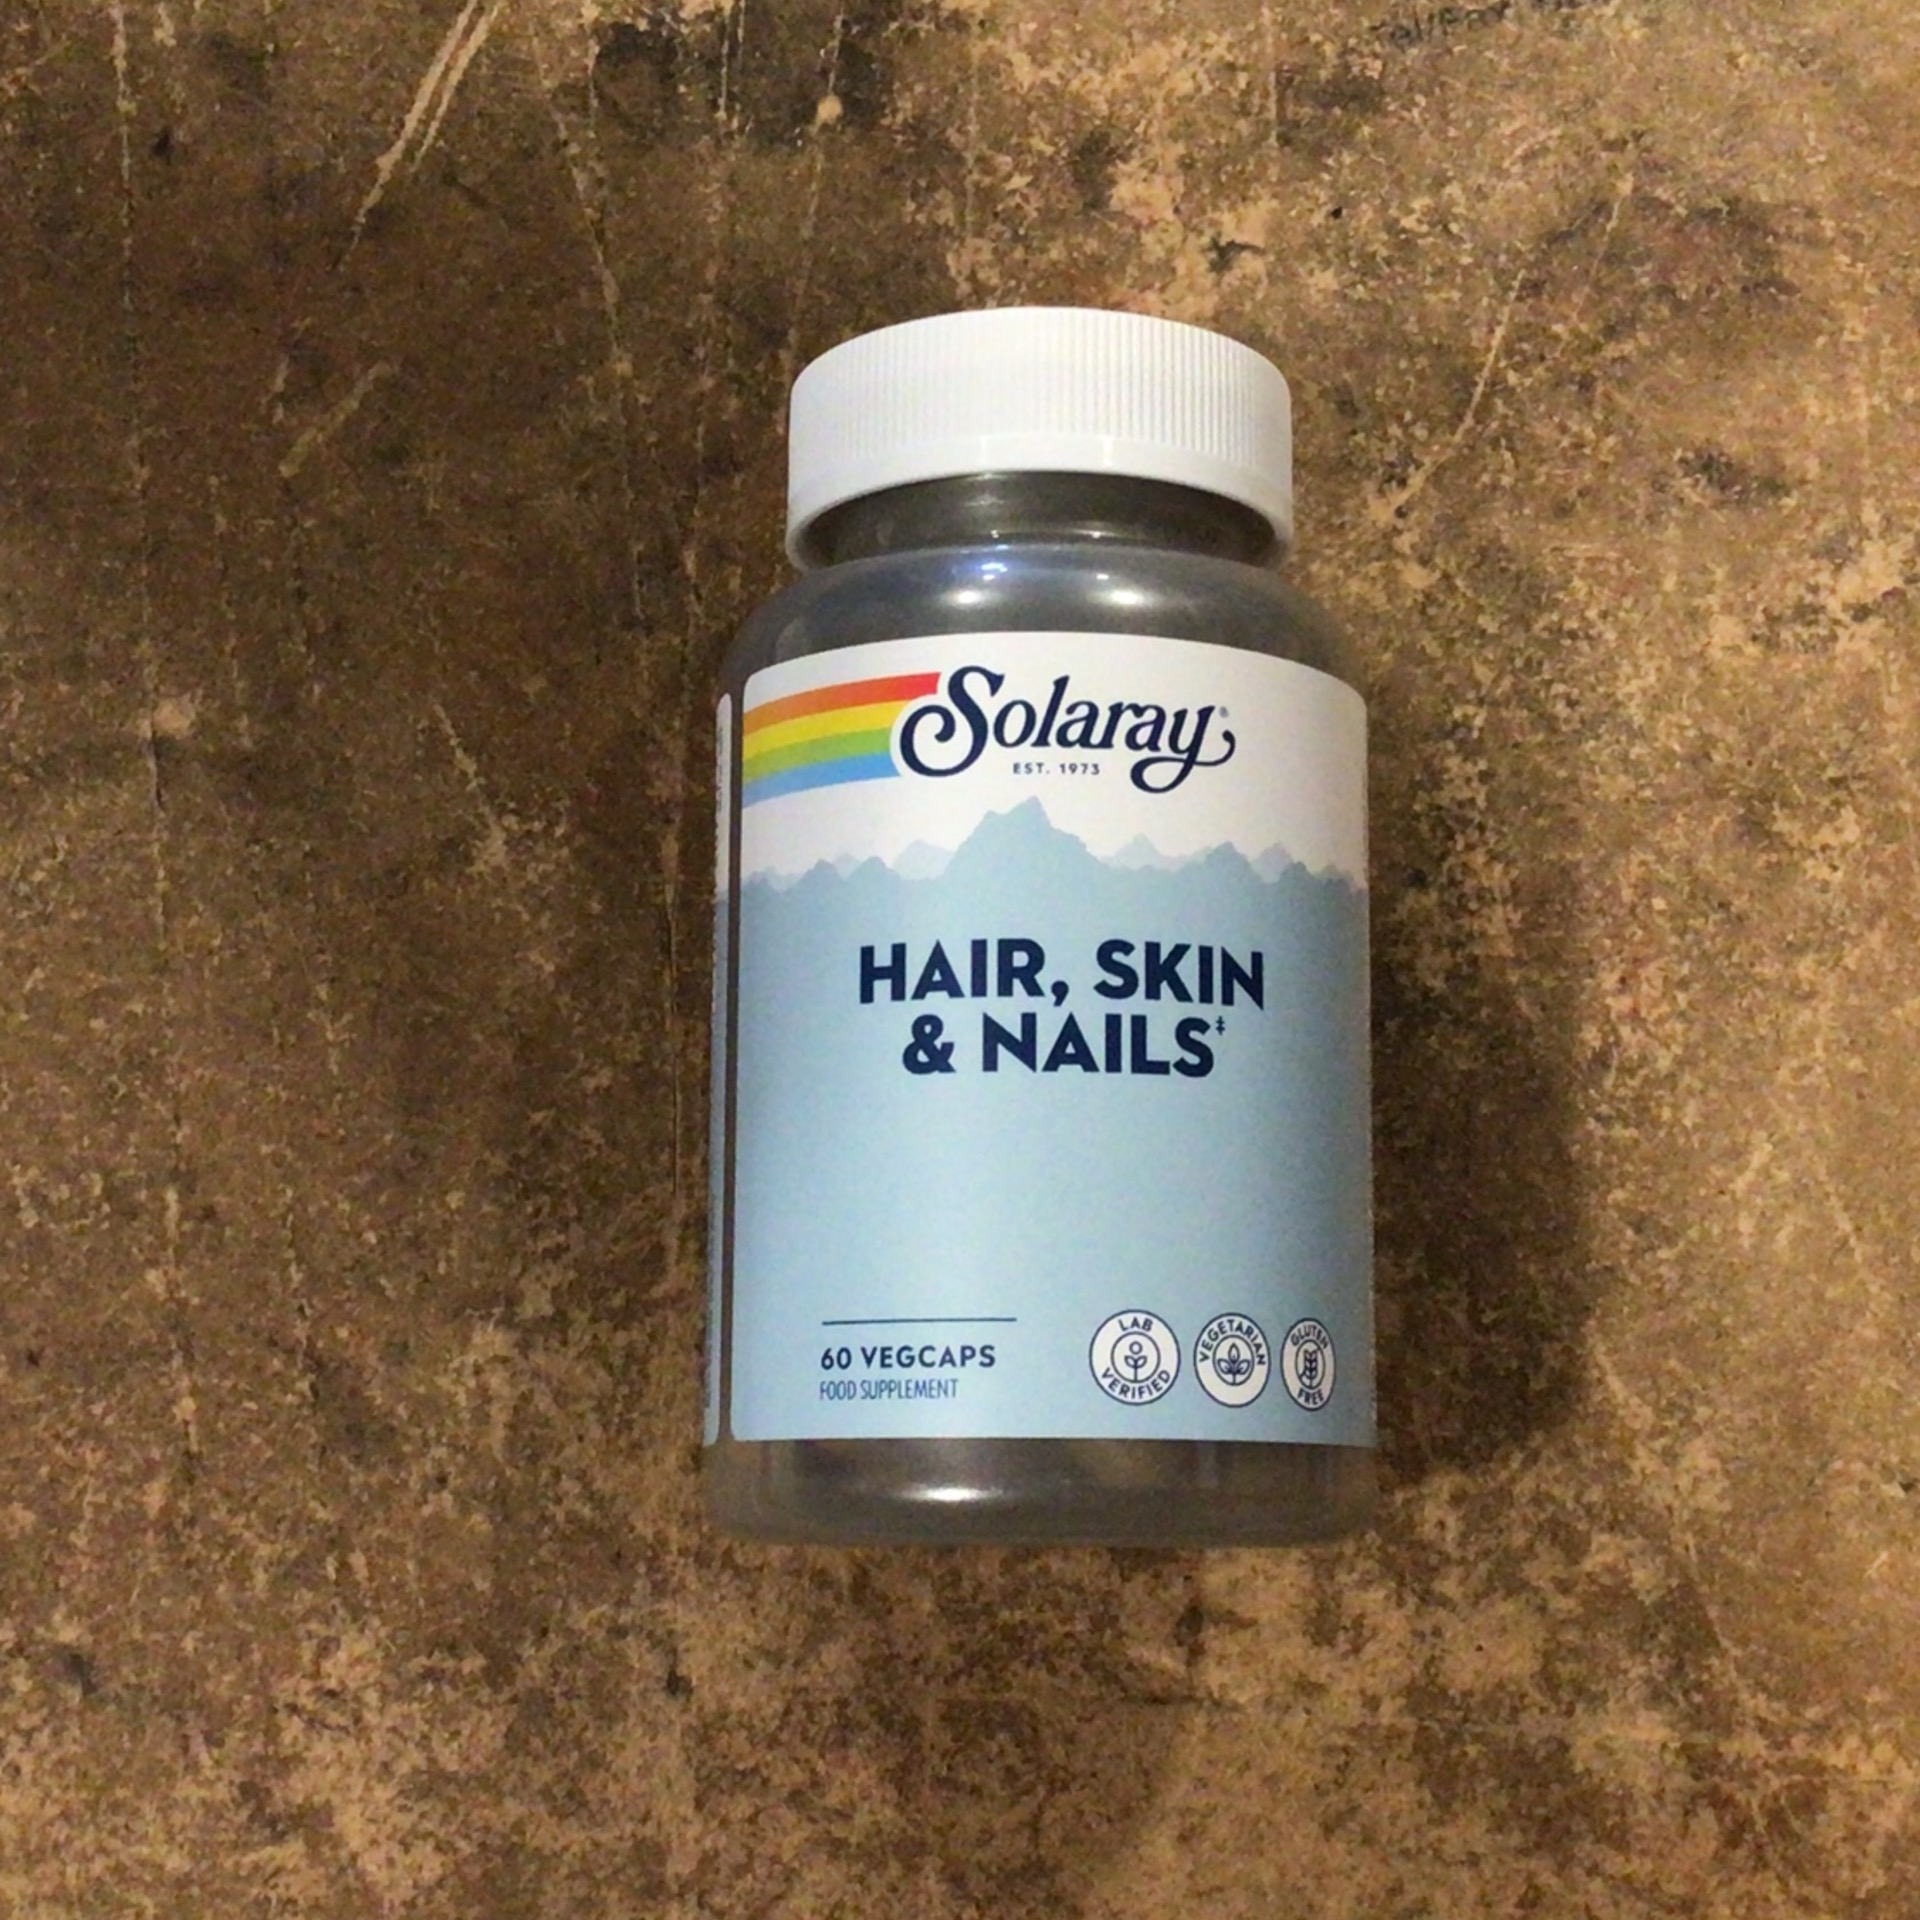 Solaray®
EST. 1973
HAIR, SKIN
& NAILS‡
60 VEGCAPS
FOOD SUPPLEMENT
LAB
VERIFIED
VEGETARIAN
GLUTEN
FREE